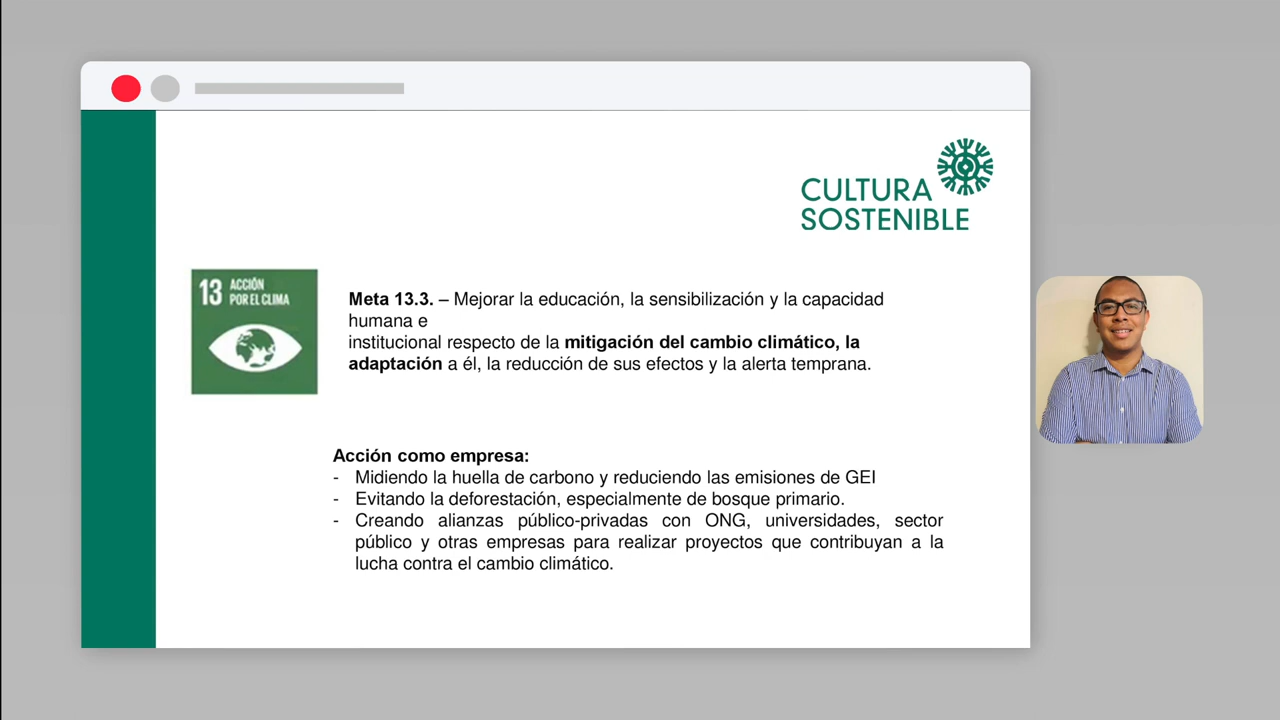 CULTURA
SOSTENIBLE
13 ACCIÓN
POR EL CLIMA
Meta 13.3. – Mejorar la educación, la sensibilización y la capacidad
humana e
institucional respecto de la mitigación del cambio climático, la
adaptación a él, la reducción de sus efectos y la alerta temprana.
Acción como empresa:
- Midiendo la huella de carbono y reduciendo las emisiones de GEI
- Evitando la deforestación, especialmente de bosque primario.
- Creando alianzas público-privadas con ONG, universidades, sector
público y otras empresas para realizar proyectos que contribuyan a la
lucha contra el cambio climático.